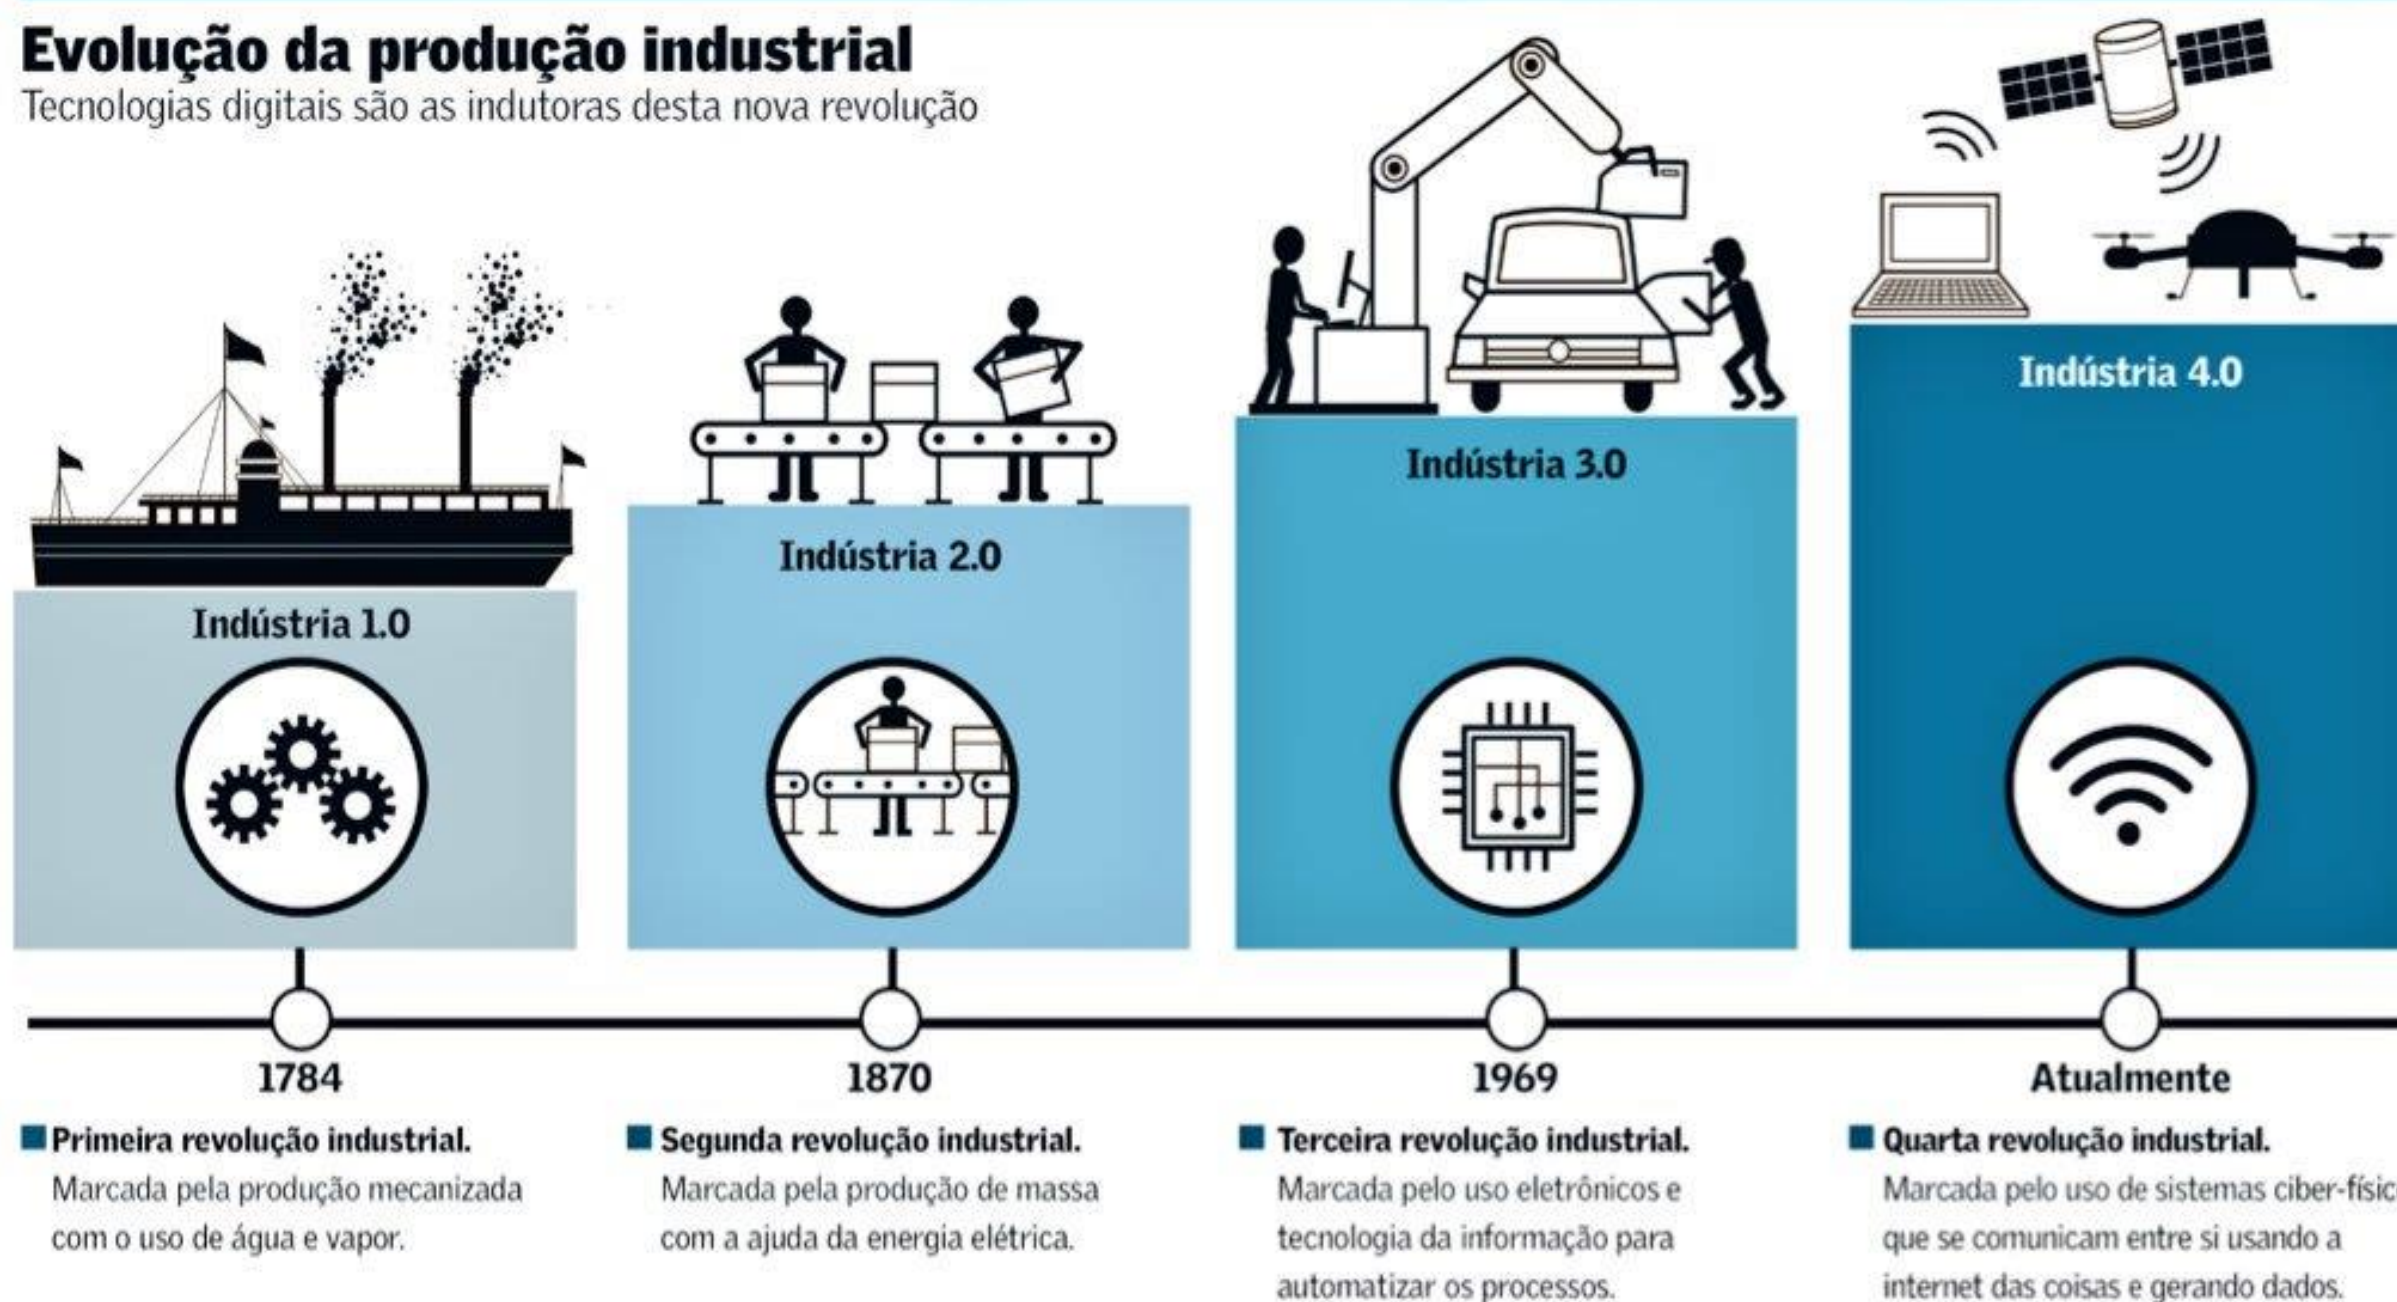 Evolução da produção industrial
Tecnologias digitais são as indutoras desta nova revolução
Indústria 1.0
Indústria 2.0
Indústria 3.0
Indústria 4.0
1784
Primeira revolução industrial.
Marcada pela produção mecanizada
com o uso de água e vapor.
1870
Segunda revolução industrial.
Marcada pela produção de massa
com a ajuda da energia elétrica.
1969
Terceira revolução industrial.
Marcada pelo uso eletrônicos e
tecnologia da informação para
automatizar os processos.
Atualmente
Quarta revolução industrial.
Marcada pelo uso de sistemas
que se comunicam entre si usando a
internet das coisas e gerando dados.